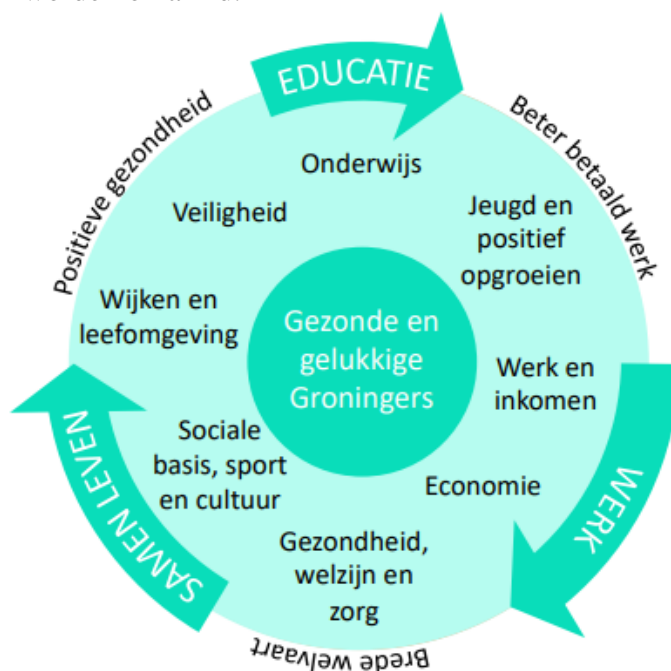 EDUCATIE
Positieve gezondheid
Beter betaald werk
Onderwijs
Veiligheid
Jeugd en
positief
opgroeien
Wijken en
leefomgeving
Gezonde en
gelukkige
Groningers
Werk en
inkomen
Sociale
basis, sport
en cultuur
Economie
WERK
SAMEN LEVEN
Gezondheid,
welzijn en
zorg
Brede welvaart